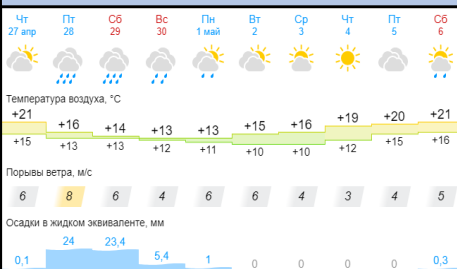 Чт Пт Сб Вс Пн Вт Ср Чт Пт Сб
27 апр 28 29 30 1 май 2 3 4 5 6
Температура воздуха, °C
+21 +16 +14 +13 +13 +15 +16 +19 +20 +21
+15 +13 +13 +12 +11 +10 +10 +12 +15 +16
Порывы ветра, м/с
6 8 6 4 6 6 4 3 4 5
Осадки в жидком эквиваленте, мм
0,1 24 23,4 5,4 1 0 0 0 0 0,3